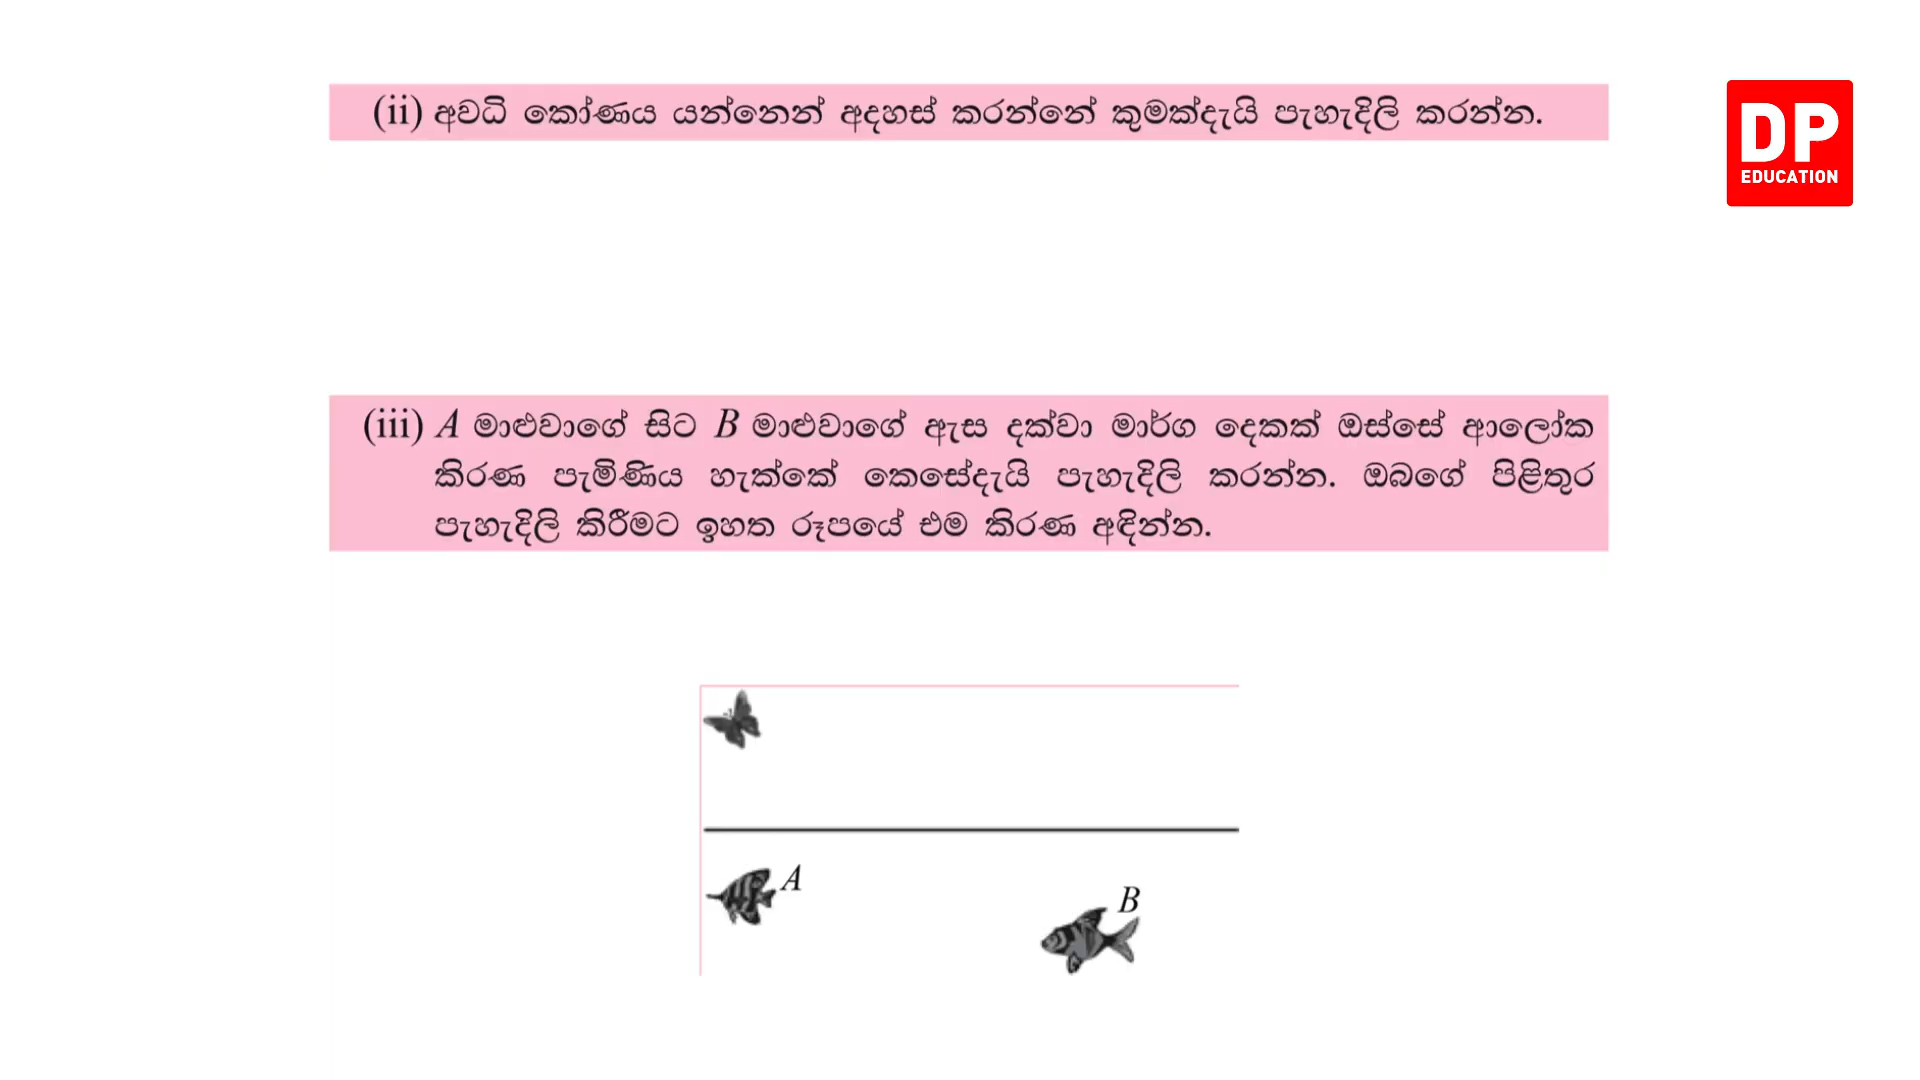 (ii) අවධි කෝණය යන්නෙන් අදහස් කරන්නේ කුමක්දැයි පැහැදිලි කරන්න.
DP
EDUCATION
(iii) A මාළුවාගේ සිට B මාළුවාගේ ඇස දක්වා මාර්ග දෙකක් ඔස්සේ ආලෝක
කිරණ පැමිණිය හැක්කේ කෙසේදැයි පැහැදිලි කරන්න. ඔබගේ පිළිතුර
පැහැදිලි කිරීමට ඉහත රූපයේ එම කිරණ අඳින්න.
A
B